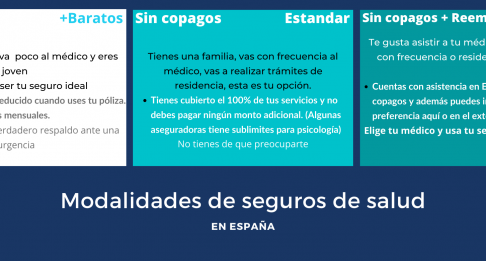 +Baratos
va poco al médico y eres
joven
ser tu seguro ideal
educido cuando uses tu póliza.
s mensuales.
erdadero respaldo ante una
urgencia
Sin copagos Estandar
Tienes una familia, vas con frecuencia al
médico, vas a realizar trámites de
residencia, esta es tu opción.
• Tienes cubierto el 100% de tus servicios y no
debes pagar ningún monto adicional. (Algunas
aseguradoras tiene sublimites para psicología)
No tienes de que preocuparte
Sin copagos + Reem
Te gusta asistir a tu méd
con frecuencia o reside
• Cuentas con asistencia en E
copagos y además puedes i
preferencia aquí o en el exte
Elige tu médico y usa tu se
Modalidades de seguros de salud
EN ESPAÑA